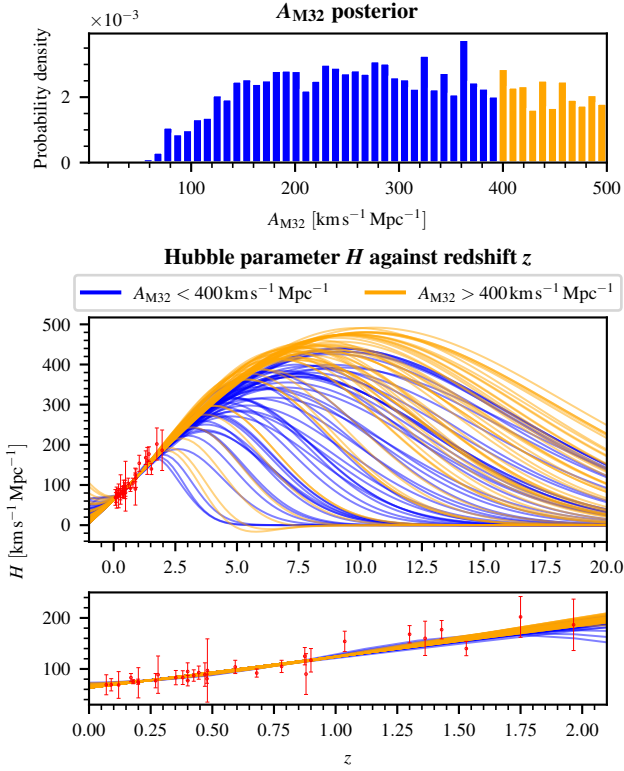 A_M32 posterior
×10⁻³
Probability density
0
2
100
200
300
400
500
A_M32 [km s⁻¹ Mpc⁻¹]
Hubble parameter H against redshift z
A_M32 < 400 km s⁻¹ Mpc⁻¹
A_M32 > 400 km s⁻¹ Mpc⁻¹
500
400
300
200
100
0
0.0 2.5 5.0 7.5 10.0 12.5 15.0 17.5 20.0
H [km s⁻¹ Mpc⁻¹]
200
100
0.00 0.25 0.50 0.75 1.00 1.25 1.50 1.75 2.00
z